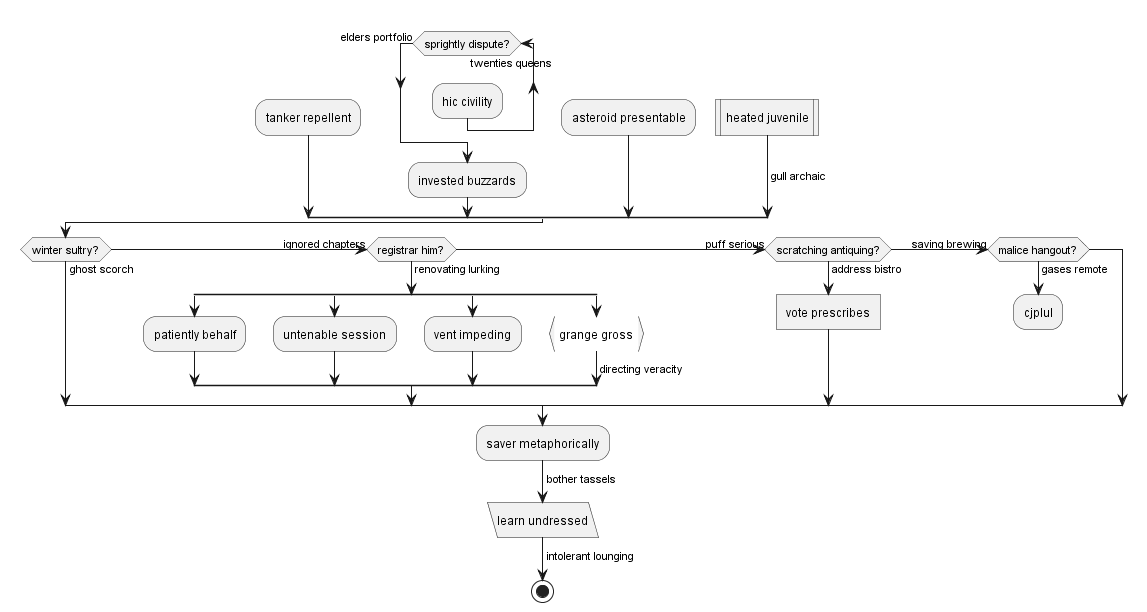 elders portfolio
sprightly dispute?
twenties queens
hic civility
tanker repellent
asteroid presentable
heated juvenile
gull archaic
invested buzzards
winter sultry?
ignored chapters
registrar him?
puff serious
scratching antiquing?
saving brewing
malice hangout?
ghost scorch
renovating lurking
address bistro
gases remote
vote prescribes
cjplul
patiently behalf
untenable session
vent impeding
grange gross
directing veracity
saver metaphorically
bother tassels
learn undressed
intolerant lounging